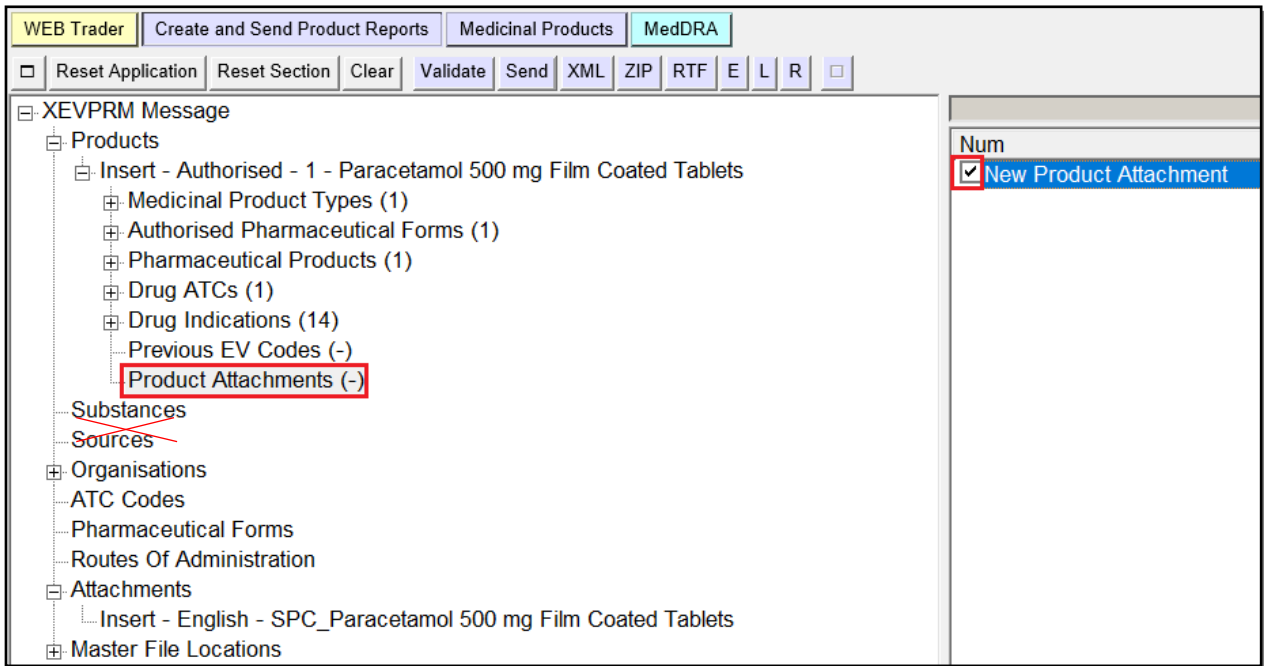 WEB Trader Create and Send Product Reports Medicinal Products MedDRA
Reset Application Reset Section Clear Validate Send XML ZIP RTF E L R
XEVPRM Message
Products
Insert - Authorised - 1 - Paracetamol 500 mg Film Coated Tablets
Medicinal Product Types (1)
Authorised Pharmaceutical Forms (1)
Pharmaceutical Products (1)
Drug ATCs (1)
Drug Indications (14)
Previous EV Codes (-)
Product Attachments (-)
Substances
Sources
Organisations
ATC Codes
Pharmaceutical Forms
Routes Of Administration
Attachments
Insert - English - SPC_Paracetamol 500 mg Film Coated Tablets
Master File Locations
Num
New Product Attachment